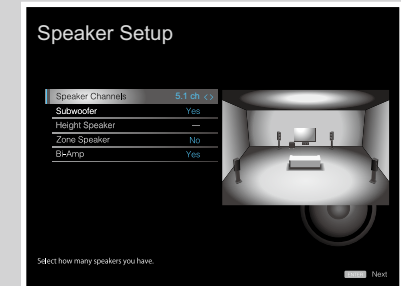 Speaker Setup
Speaker Channels 5.1 ch <>
Subwoofer Yes
Height Speaker —
Zone Speaker No
Bi-Amp Yes
Select how many speakers you have.
ENTER Next